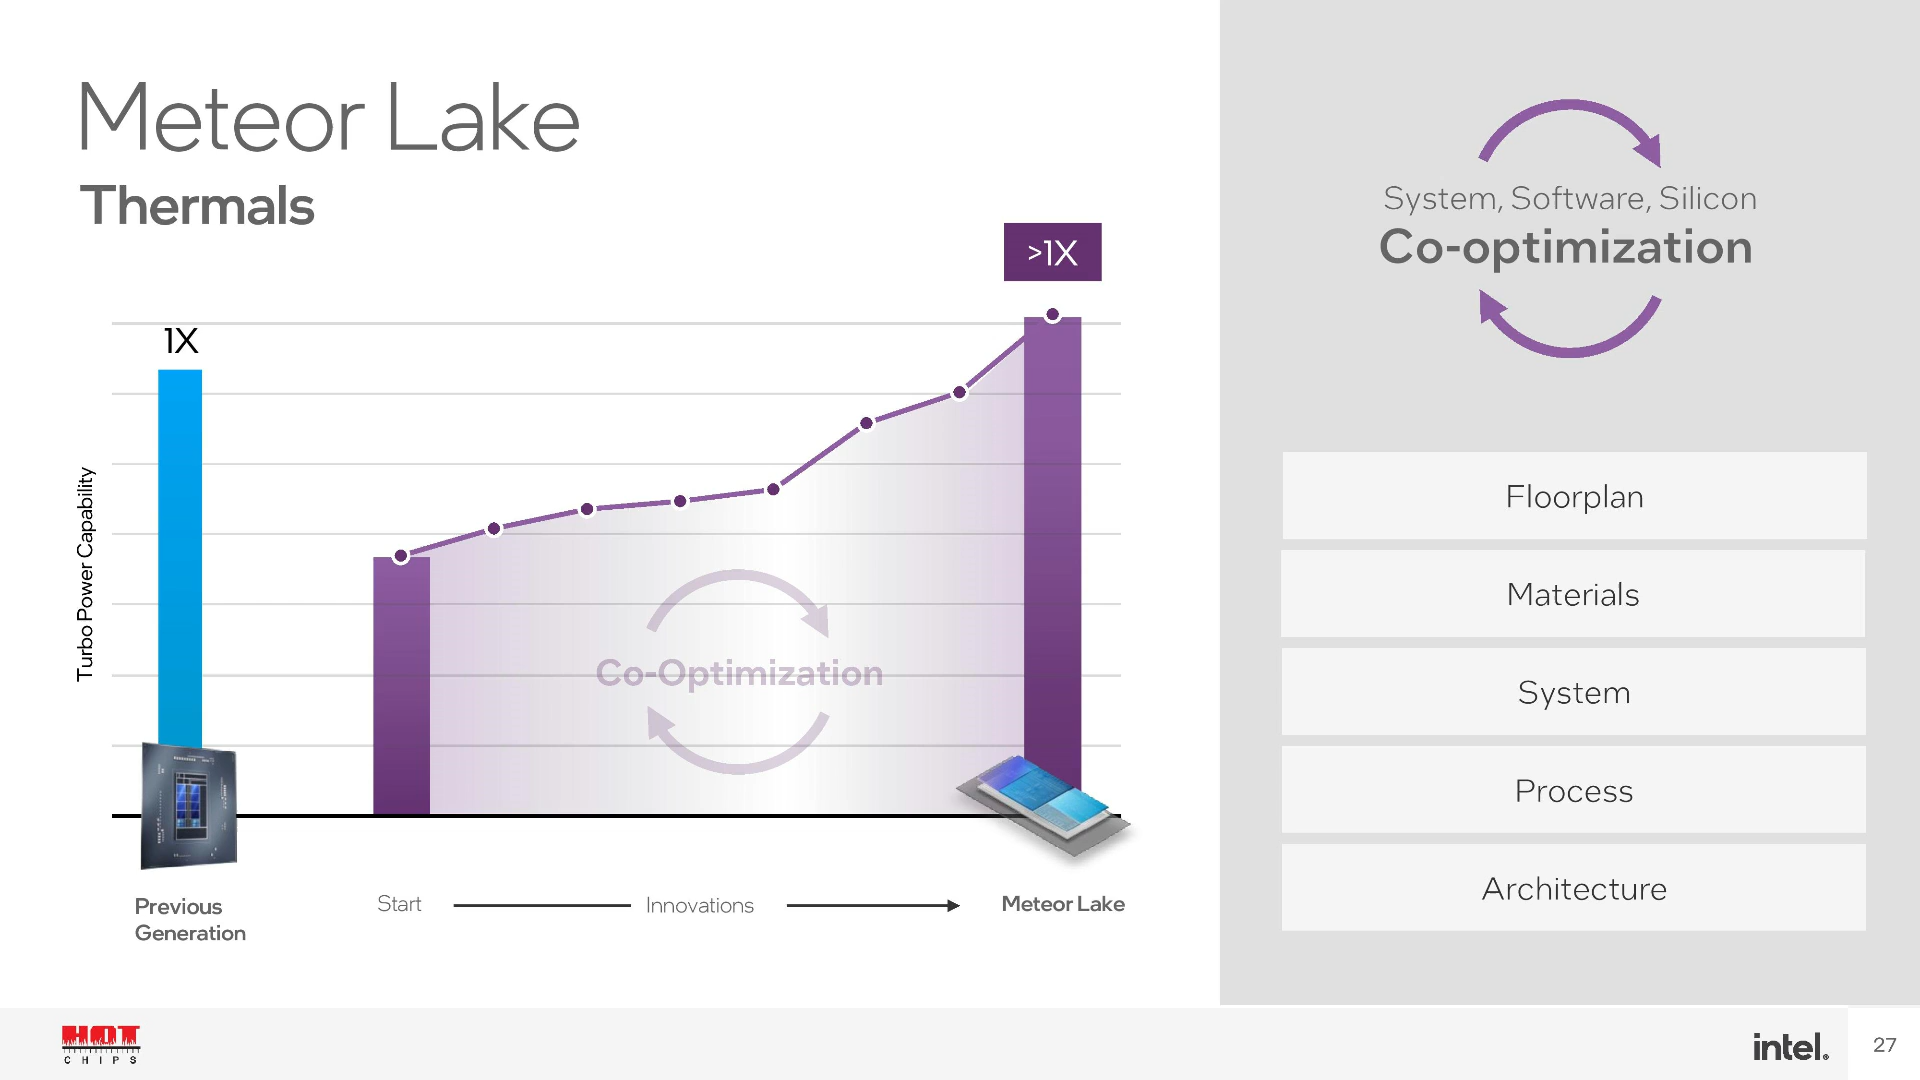 Meteor Lake
Thermals
>1X
1X
Turbo Power Capability
Co-Optimization
Previous
Generation
Start
Innovations
Meteor Lake
System, Software, Silicon
Co-optimization
Floorplan
Materials
System
Process
Architecture
HOT
CHIPS
intel.
27